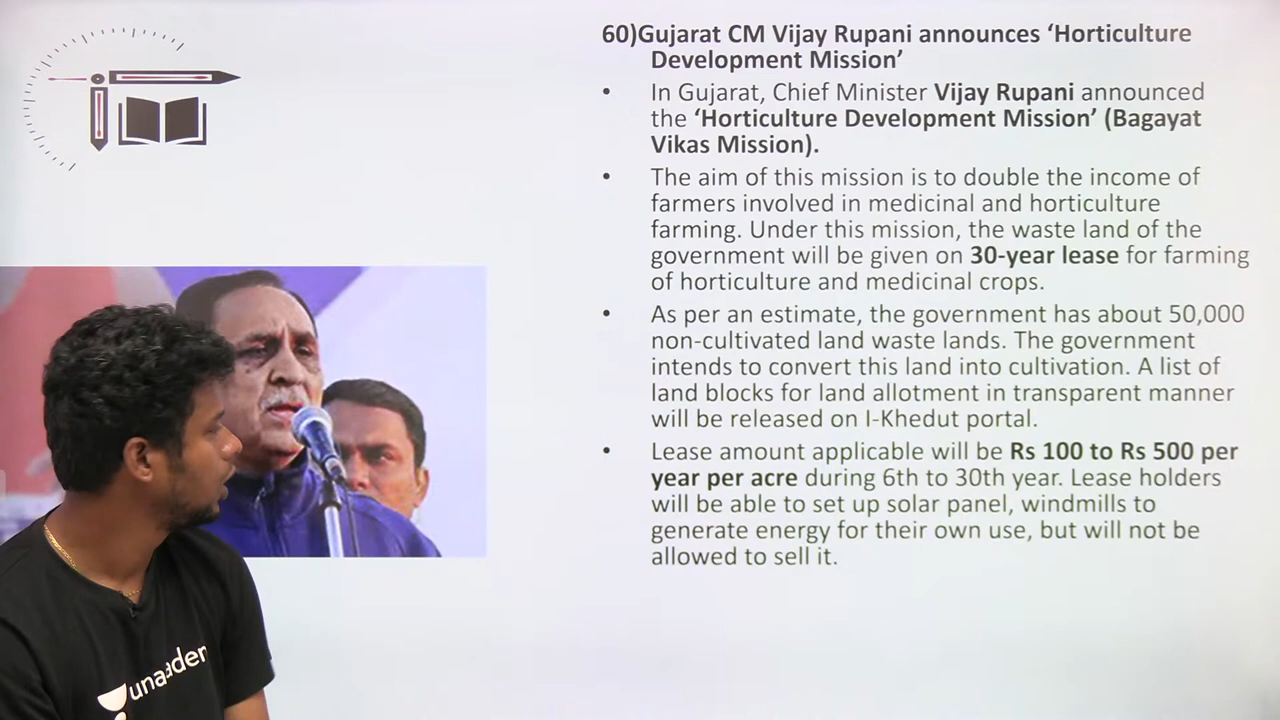 60)Gujarat CM Vijay Rupani announces ‘Horticulture
Development Mission’
• In Gujarat, Chief Minister Vijay Rupani announced
the ‘Horticulture Development Mission’ (Bagayat
Vikas Mission).
• The aim of this mission is to double the income of
farmers involved in medicinal and horticulture
farming. Under this mission, the waste land of the
government will be given on 30-year lease for farming
of horticulture and medicinal crops.
• As per an estimate, the government has about 50,000
non-cultivated land waste lands. The government
intends to convert this land into cultivation. A list of
land blocks for land allotment in transparent manner
will be released on I-Khedut portal.
• Lease amount applicable will be Rs 100 to Rs 500 per
year per acre during 6th to 30th year. Lease holders
will be able to set up solar panel, windmills to
generate energy for their own use, but will not be
allowed to sell it.